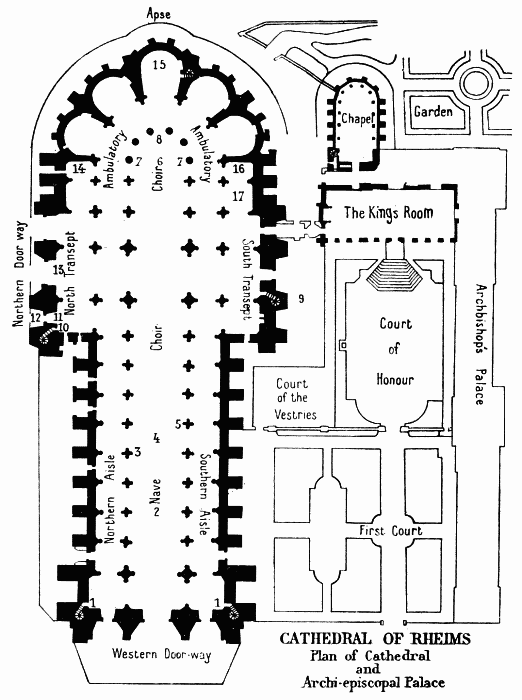 Apse
15
Chapel
Garden
Ambulatory
8
Ambulatory
7
6
7
14
16
Choir
17
The King's Room
Northern Door way
North Transept
13
South Transept
9
12
11
10
Choir
Court
of
Honour
Archbishop's Palace
Court
of the
Vestries
5
4
3
Northern Aisle
Nave
2
Southern Aisle
First Court
1
1
Western Door-way
CATHEDRAL OF RHEIMS
Plan of Cathedral
and
Archi-episcopal Palace